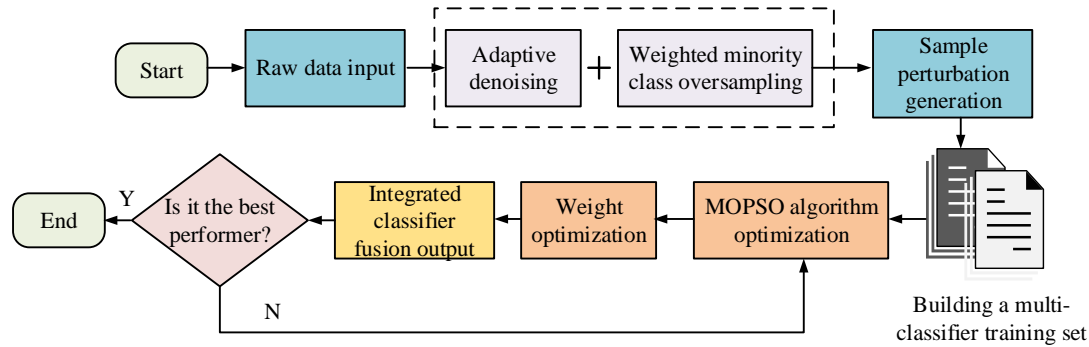 Start
Raw data input
Adaptive
denoising
+
Weighted minority
class oversampling
Sample
perturbation
generation
Building a multi-
classifier training set
MOPSO algorithm
optimization
Weight
optimization
Integrated
classifier
fusion output
Is it the best
performer?
Y
End
N